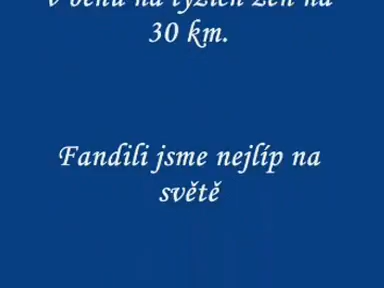 v běhu na lyžích žen na
30 km.
Fandili jsme nejlíp na
světě